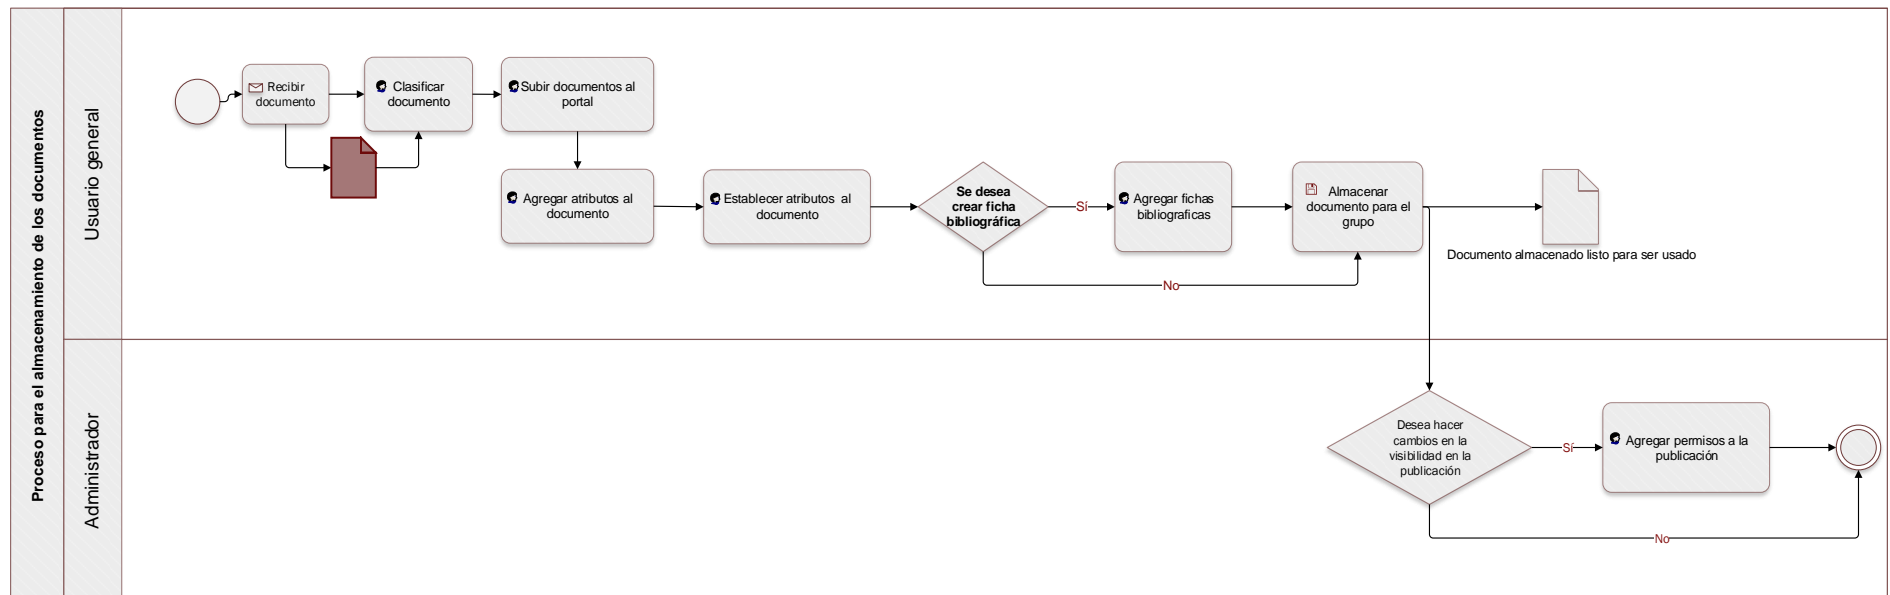 Proceso para el almacenamiento de los documentos
Usuario general
Recibir
documento
Clasificar
documento
Subir documentos al
portal
Agregar atributos al
documento
Establecer atributos al
documento
Se desea
crear ficha
bibliográfica
Sí
Agregar fichas
bibliograficas
No
Almacenar
documento para el
grupo
Documento almacenado listo para ser usado
Administrador
Desea hacer
cambios en la
visibilidad en la
publicación
Sí
Agregar permisos a la
publicación
No